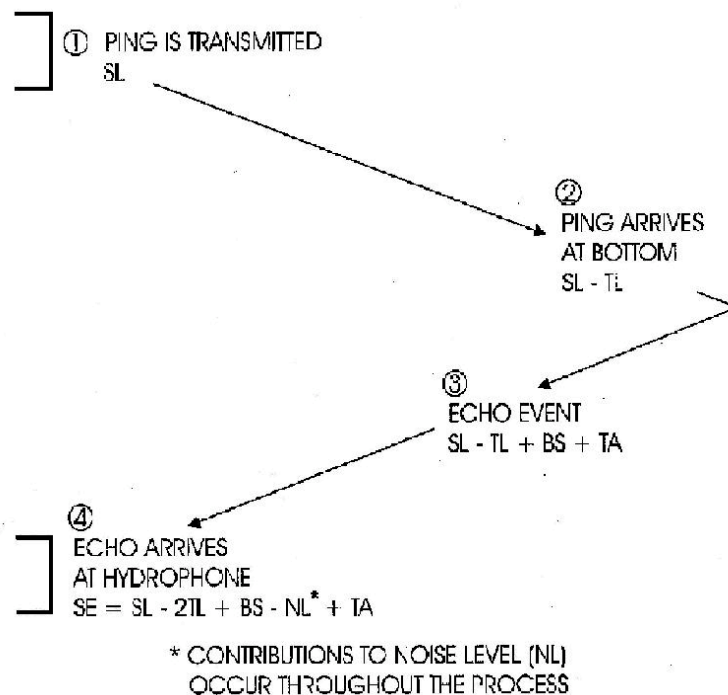 ① PING IS TRANSMITTED
SL
②
PING ARRIVES
AT BOTTOM
SL - TL
③
ECHO EVENT
SL - TL + BS + TA
④
ECHO ARRIVES
AT HYDROPHONE
SE = SL - 2TL + BS - NL* + TA
* CONTRIBUTIONS TO NOISE LEVEL (NL)
OCCUR THROUGHOUT THE PROCESS